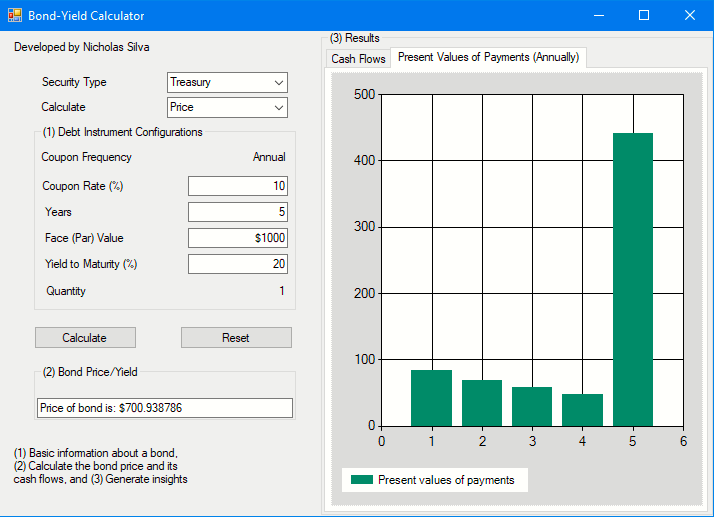 Bond-Yield Calculator
Developed by Nicholas Silva
Security Type Treasury
Calculate Price
(1) Debt Instrument Configurations
Coupon Frequency Annual
Coupon Rate (%) 10
Years 5
Face (Par) Value $1000
Yield to Maturity (%) 20
Quantity 1
Calculate Reset
(2) Bond Price/Yield
Price of bond is: $700.938786
(1) Basic information about a bond,
(2) Calculate the bond price and its
cash flows, and (3) Generate insights
(3) Results
Cash Flows Present Values of Payments (Annually)
500
400
300
200
100
0
0 1 2 3 4 5 6
Present values of payments